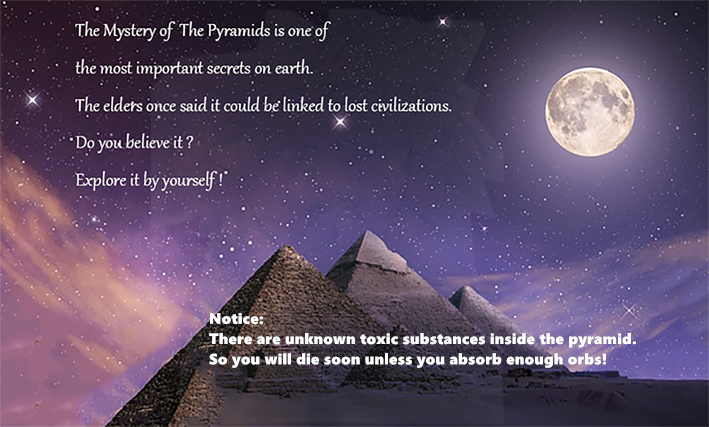 The Mystery of The Pyramids is one of
the most important secrets on earth.
The elders once said it could be linked to lost civilizations.
Do you believe it ?
Explore it by yourself !
Notice:
There are unknown toxic substances inside the pyramid.
So you will die soon unless you absorb enough orbs!